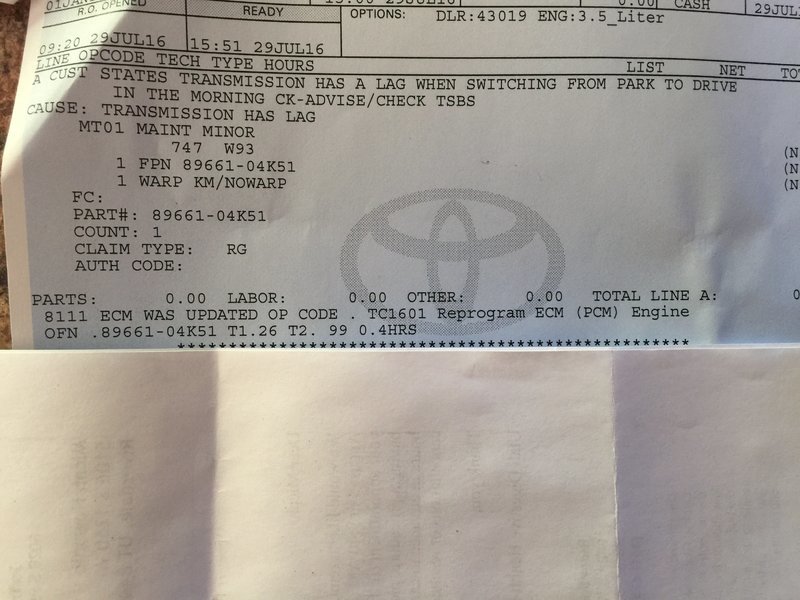 R.O. OPENED READY OPTIONS: DLR:43019 ENG:3.5_Liter
CASH 29JUL
09:20 29JUL16 15:51 29JUL16
LINE OPCODE TECH TYPE HOURS LIST NET
A CUST STATES TRANSMISSION HAS A LAG WHEN SWITCHING FROM PARK TO DRIVE
IN THE MORNING CK-ADVISE/CHECK TSBS
CAUSE: TRANSMISSION HAS LAG
MT01 MAINT MINOR
747 W93 (N
1 FPN 89661-04K51 (N
1 WARP KM/NOWARP (N
FC:
PART#: 89661-04K51
COUNT: 1
CLAIM TYPE: RG
AUTH CODE:
PARTS: 0.00 LABOR: 0.00 OTHER: 0.00 TOTAL LINE A: 0
8111 ECM WAS UPDATED OP CODE . TC1601 Reprogram ECM (PCM) Engine
OFN .89661-04K51 T1.26 T2. 99 0.4HRS
*****************************************************